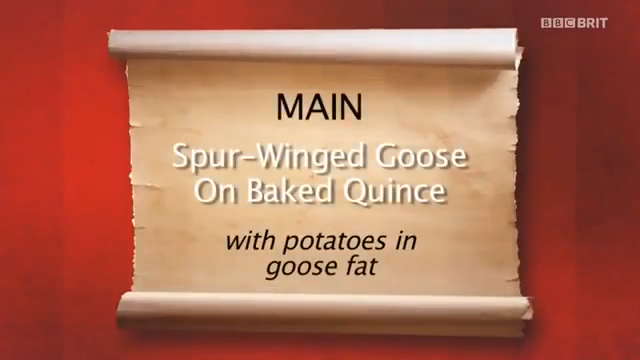 BBC BRIT
MAIN
Spur-Winged Goose
On Baked Quince
with potatoes in
goose fat